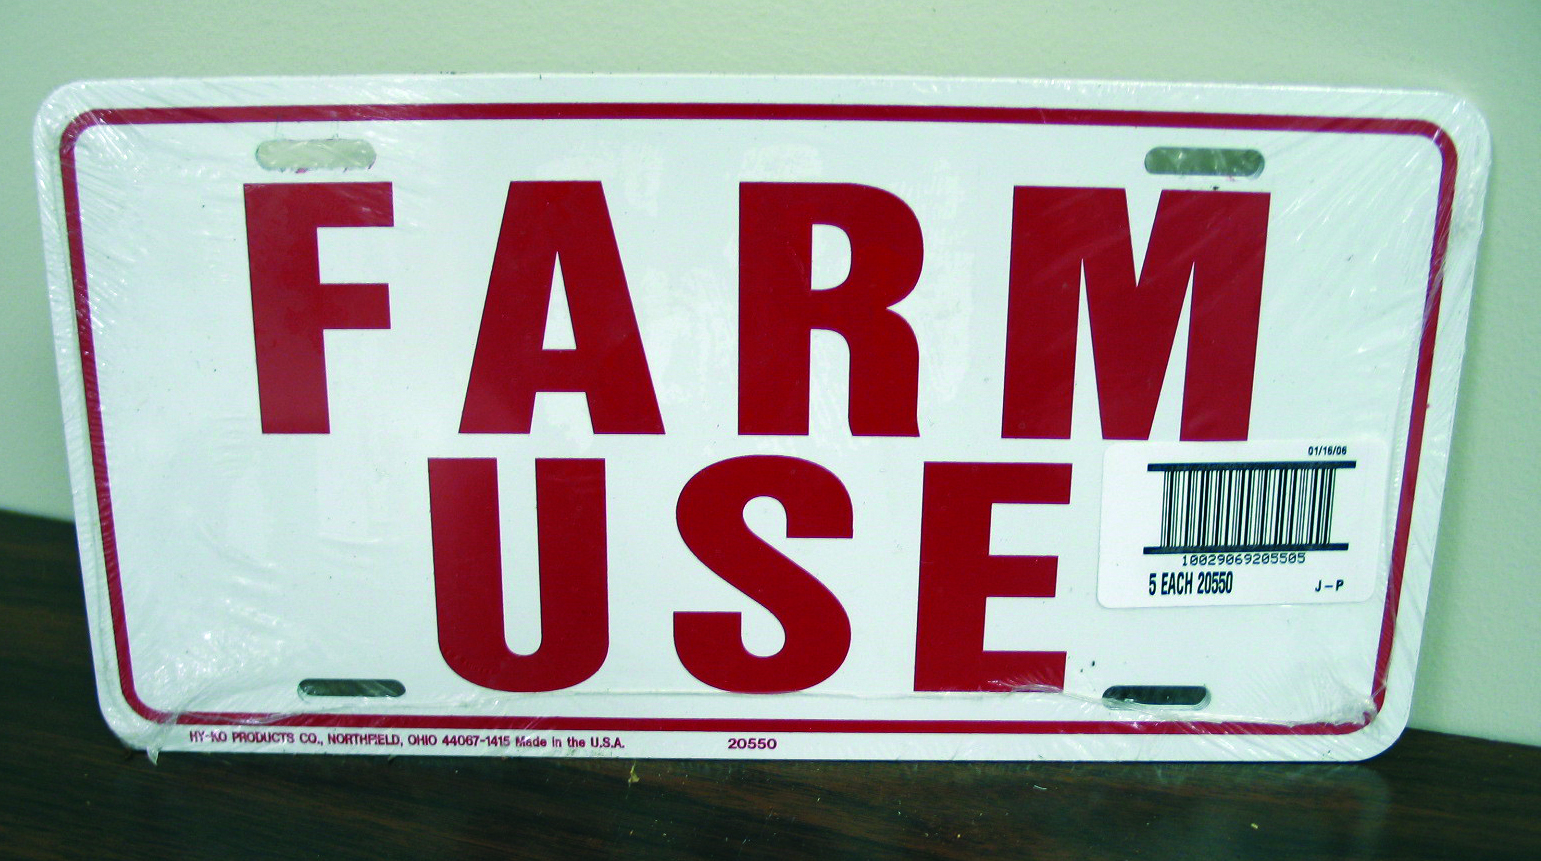 FARM
USE
01/16/06
10029069205505
5 EACH 20550 J-P
HY-KO PRODUCTS CO., NORTHFIELD, OHIO 44067-1415 Made in the U.S.A. 20550